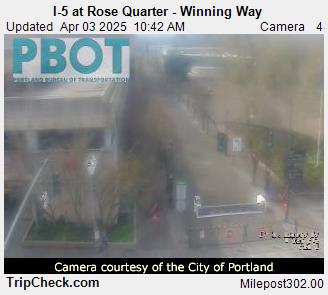 I-5 at Rose Quarter - Winning Way
Updated Apr 03 2025 10:42 AM Camera 4
PBOT
PORTLAND BUREAU OF TRANSPORTATION
Camera courtesy of the City of Portland
TripCheck.com Milepost302.00